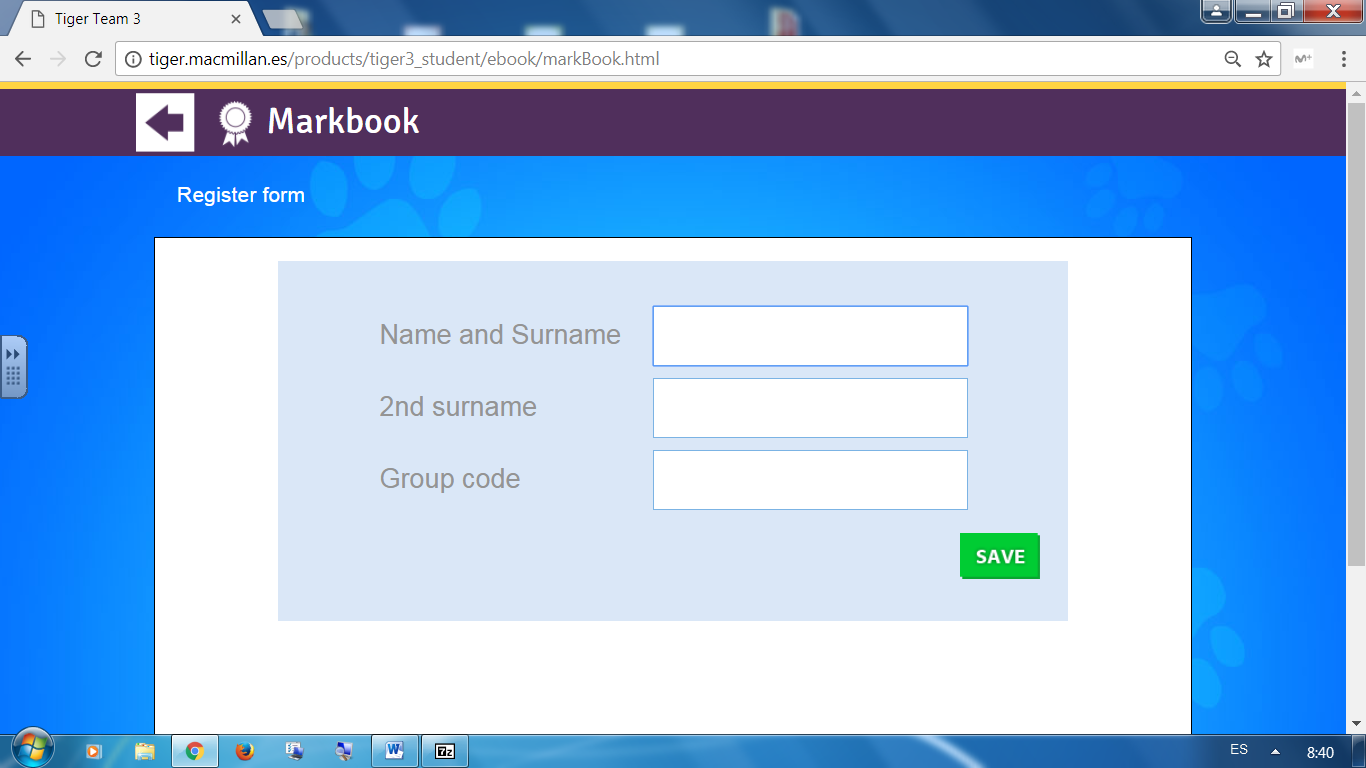 Tiger Team 3
tiger.macmillan.es/products/tiger3_student/ebook/markBook.html
Markbook
Register form
Name and Surname
2nd surname
Group code
SAVE
ES
8:40